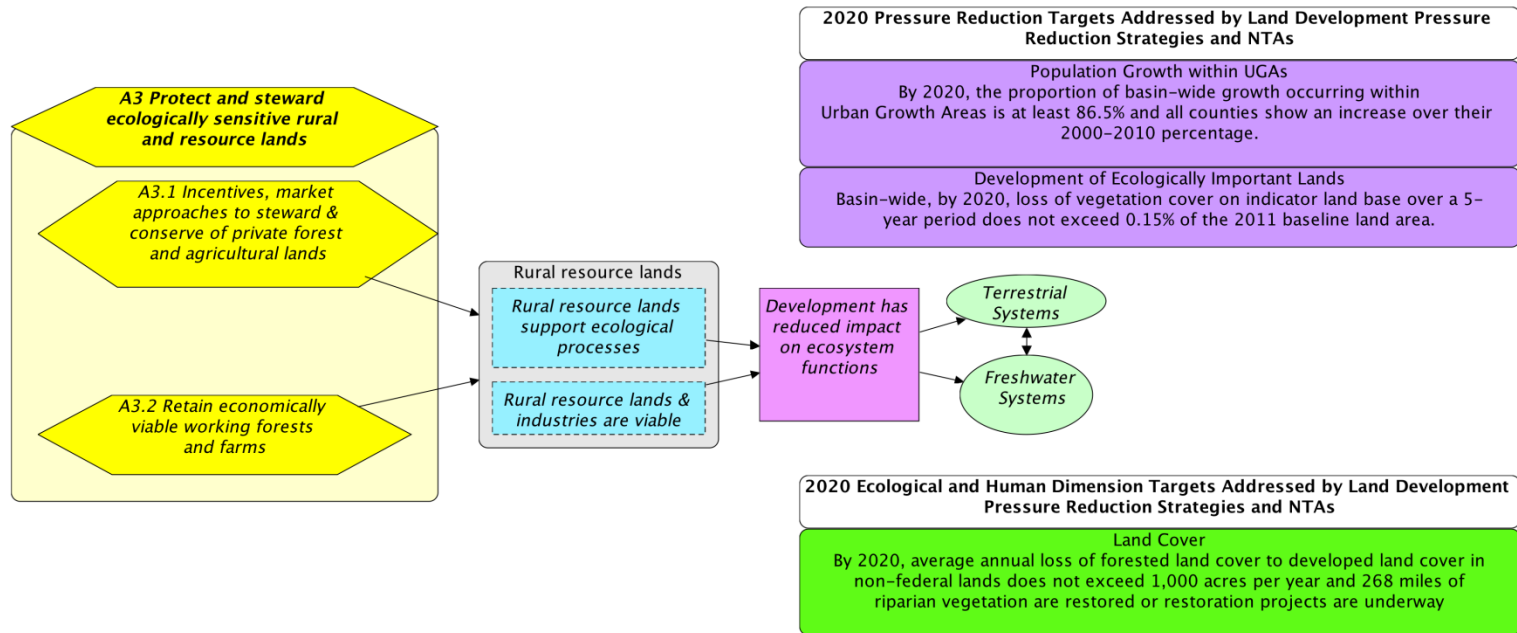 2020 Pressure Reduction Targets Addressed by Land Development Pressure
Reduction Strategies and NTAs
Population Growth within UGAs
By 2020, the proportion of basin-wide growth occurring within
Urban Growth Areas is at least 86.5% and all counties show an increase over their
2000-2010 percentage.
Development of Ecologically Important Lands
Basin-wide, by 2020, loss of vegetation cover on indicator land base over a 5-
year period does not exceed 0.15% of the 2011 baseline land area.
A3 Protect and steward
ecologically sensitive rural
and resource lands
A3.1 Incentives, market
approaches to steward &
conserve of private forest
and agricultural lands
A3.2 Retain economically
viable working forests
and farms
Rural resource lands
Rural resource lands
support ecological
processes
Rural resource lands &
industries are viable
Development has
reduced impact
on ecosystem
functions
Terrestrial
Systems
Freshwater
Systems
2020 Ecological and Human Dimension Targets Addressed by Land Development
Pressure Reduction Strategies and NTAs
Land Cover
By 2020, average annual loss of forested land cover to developed land cover in
non-federal lands does not exceed 1,000 acres per year and 268 miles of
riparian vegetation are restored or restoration projects are underway